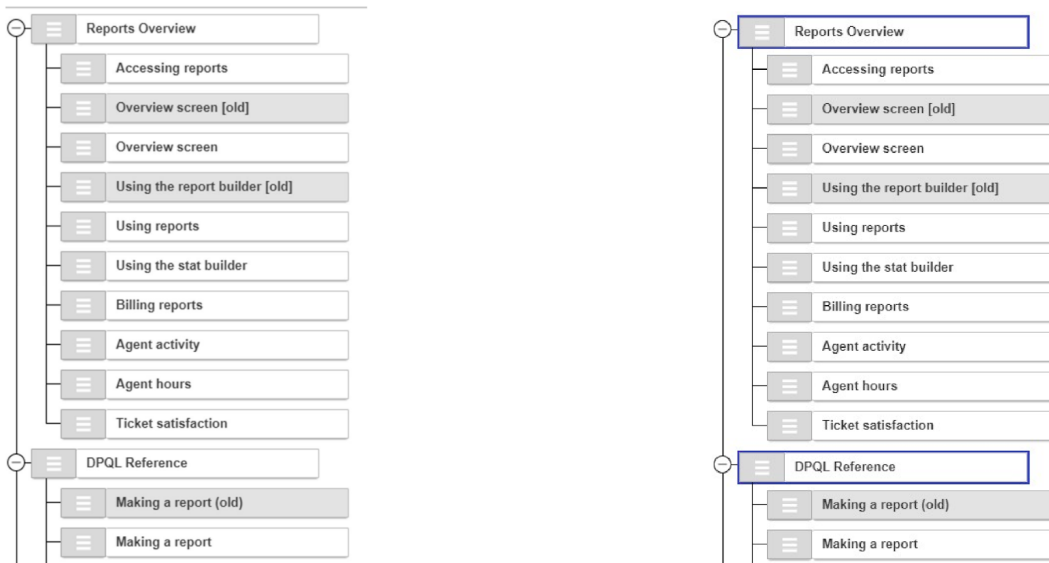 Reports Overview
Accessing reports
Overview screen [old]
Overview screen
Using the report builder [old]
Using reports
Using the stat builder
Billing reports
Agent activity
Agent hours
Ticket satisfaction
DPQL Reference
Making a report (old)
Making a report
Reports Overview
Accessing reports
Overview screen [old]
Overview screen
Using the report builder [old]
Using reports
Using the stat builder
Billing reports
Agent activity
Agent hours
Ticket satisfaction
DPQL Reference
Making a report (old)
Making a report